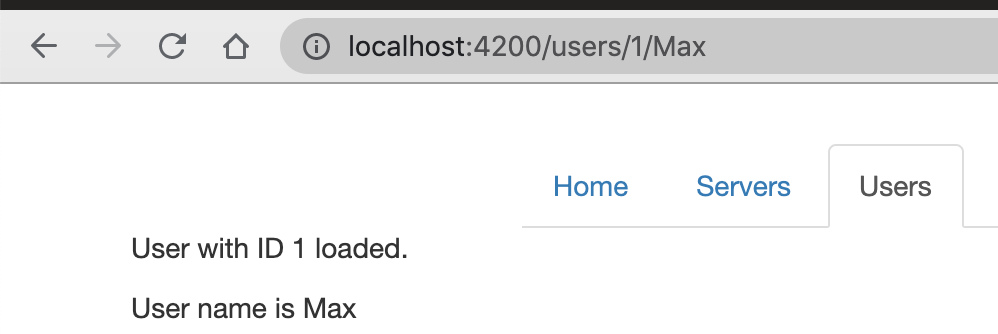 localhost:4200/users/1/Max
Home Servers Users
User with ID 1 loaded.
User name is Max